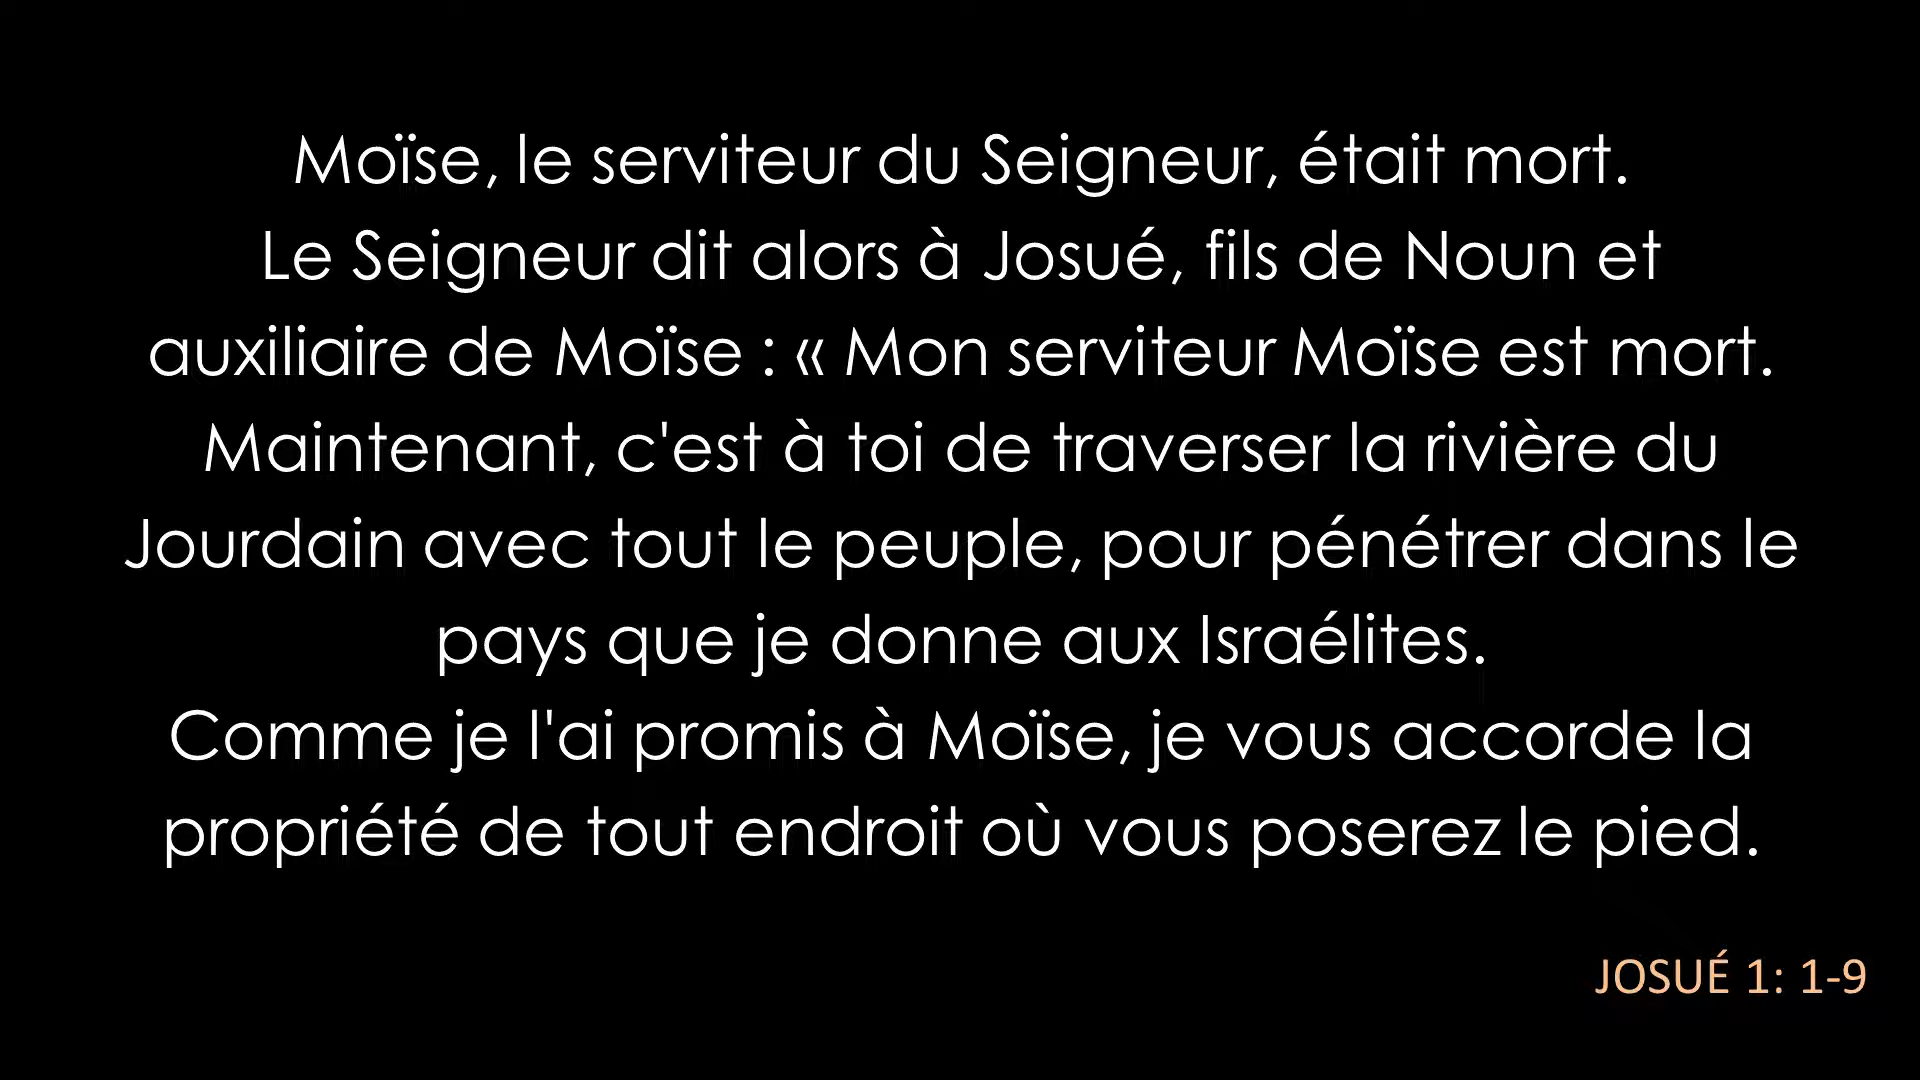 Moïse, le serviteur du Seigneur, était mort.
Le Seigneur dit alors à Josué, fils de Noun et
auxiliaire de Moïse : « Mon serviteur Moïse est mort.
Maintenant, c'est à toi de traverser la rivière du
Jourdain avec tout le peuple, pour pénétrer dans le
pays que je donne aux Israélites.
Comme je l'ai promis à Moïse, je vous accorde la
propriété de tout endroit où vous poserez le pied.
JOSUÉ 1: 1-9